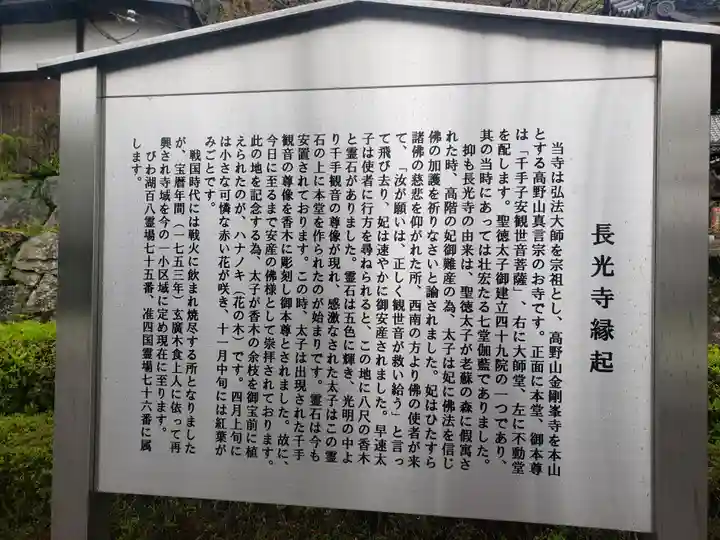 長光寺縁起
当寺は弘法大師を宗祖とし、高野山金剛峯寺を本山
とする高野山真言宗のお寺です。正面に本堂、御本尊
は「千手子安観世音菩薩」、右に大師堂、左に不動堂
を配します。聖徳太子御建立四十九院の一つであり、
其の当時にあっては壮宏たる七堂伽藍でありました。
抑も長光寺の由来は、聖徳太子が老蘇の森に假寓さ
れた時、高階の妃御難産の為、太子は妃に佛法を信じ
佛の加護を祈りなさいと諭されました。妃はひたすら
諸佛の慈悲を仰がれた所、西南の方より佛の使者が来
て、「汝が願いは、正しく観世音が救い給う」と言っ
て飛び去り、妃は速やかに御安産されました。早速太
子は使者に行方を尋ねられると、この地に八尺の香木
と霊石がありました。霊石は五色に輝き、光明の中よ
り千手観音の尊像が現れ、感激なされた太子はこの霊
石の上に本堂を作られたのが始まりです。霊石は今も
安置されております。この時、太子は出現された千手
観音の尊像を香木に彫刻し御本尊とされました。故に、
今日に至るまで安産の佛様として崇拝されております。
此の地を記念する為、太子が香木の余枝を御宝前に植
えられたのが、ハナノキ（花の木）です。四月上旬に
は小さな可憐な赤い花が咲き、十一月中旬には紅葉が
みごとです。
戦国時代には戦火に飲まれ焼尽する所となりました
が、宝暦年間（一七五三年）玄廣木食上人に依って再
興され寺域を今の一小区域に定め現在に至ります。
びわ湖百八霊場七十五番、准四国霊場七十六番に属
します。